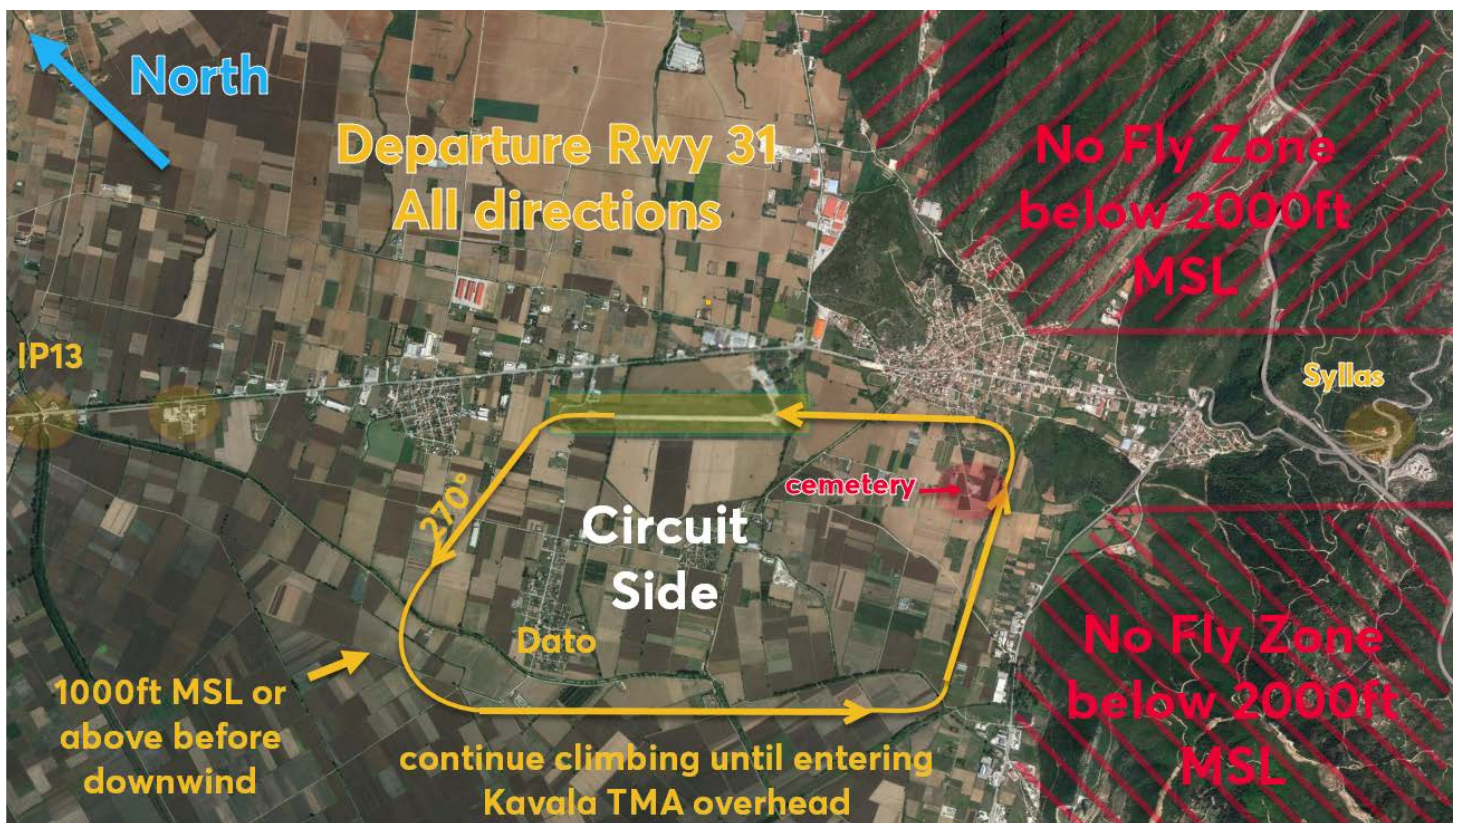 North
Departure Rwy 31
All directions
No Fly Zone
below 2000ft
MSL
IP13
Syllas
270°
cemetery
Circuit
Side
Dato
No Fly Zone
below 2000ft
MSL
1000ft MSL or
above before
downwind
continue climbing until entering
Kavala TMA overhead